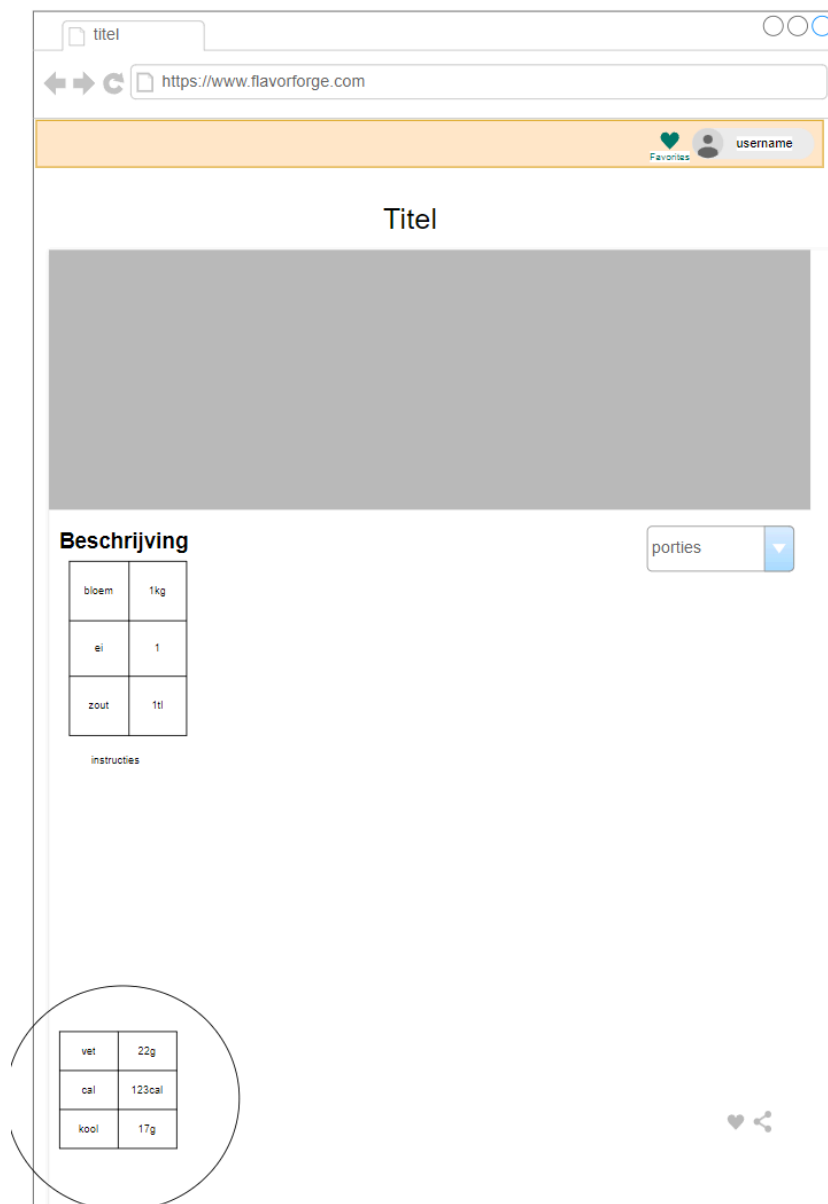 titel
https://www.flavorforge.com
Favorites
username
Titel
Beschrijving
porties
bloem 1kg
ei 1
zout 1tl
instructies
vet 22g
cal 123cal
kool 17g